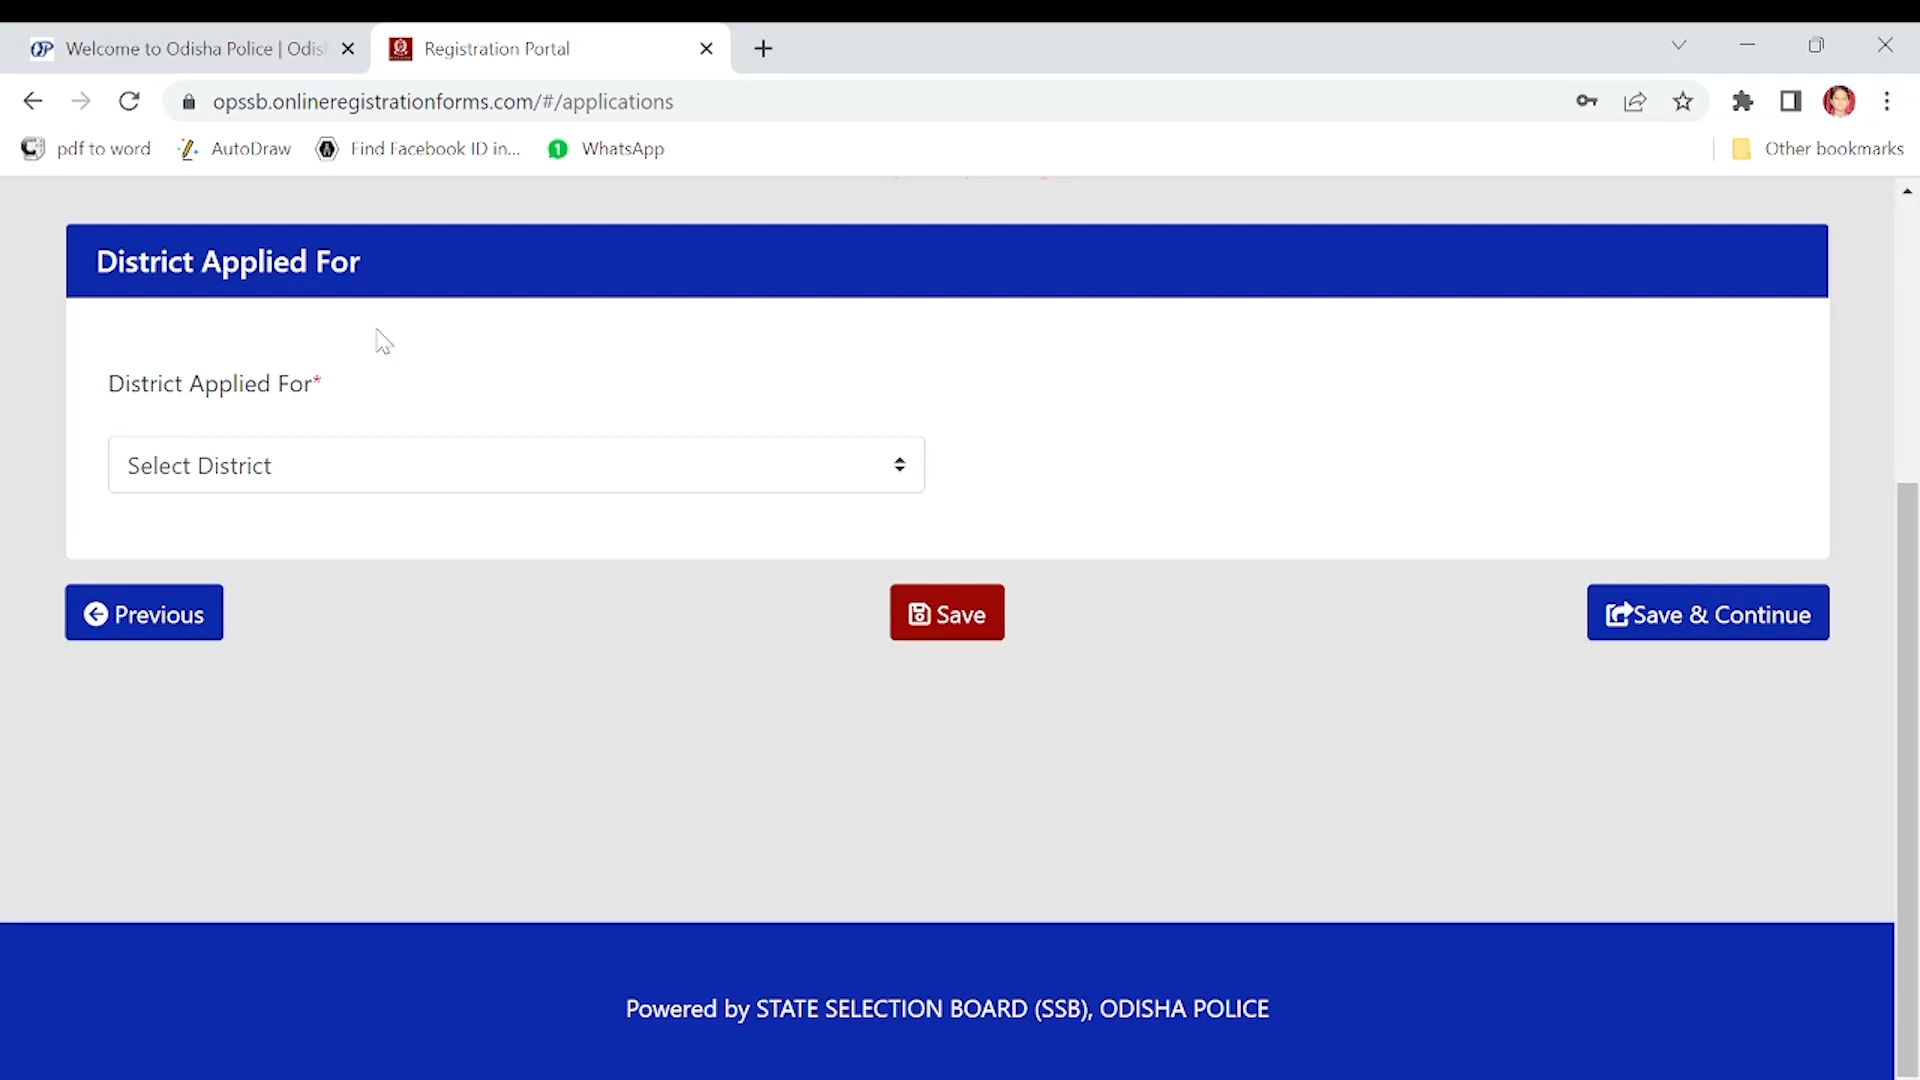 Welcome to Odisha Police | Odis
Registration Portal
opssb.onlineregistrationforms.com/#/applications
pdf to word
AutoDraw
Find Facebook ID in...
1
WhatsApp
Other bookmarks
District Applied For
District Applied For*
Select District
Previous
Save
Save & Continue
Powered by STATE SELECTION BOARD (SSB), ODISHA POLICE